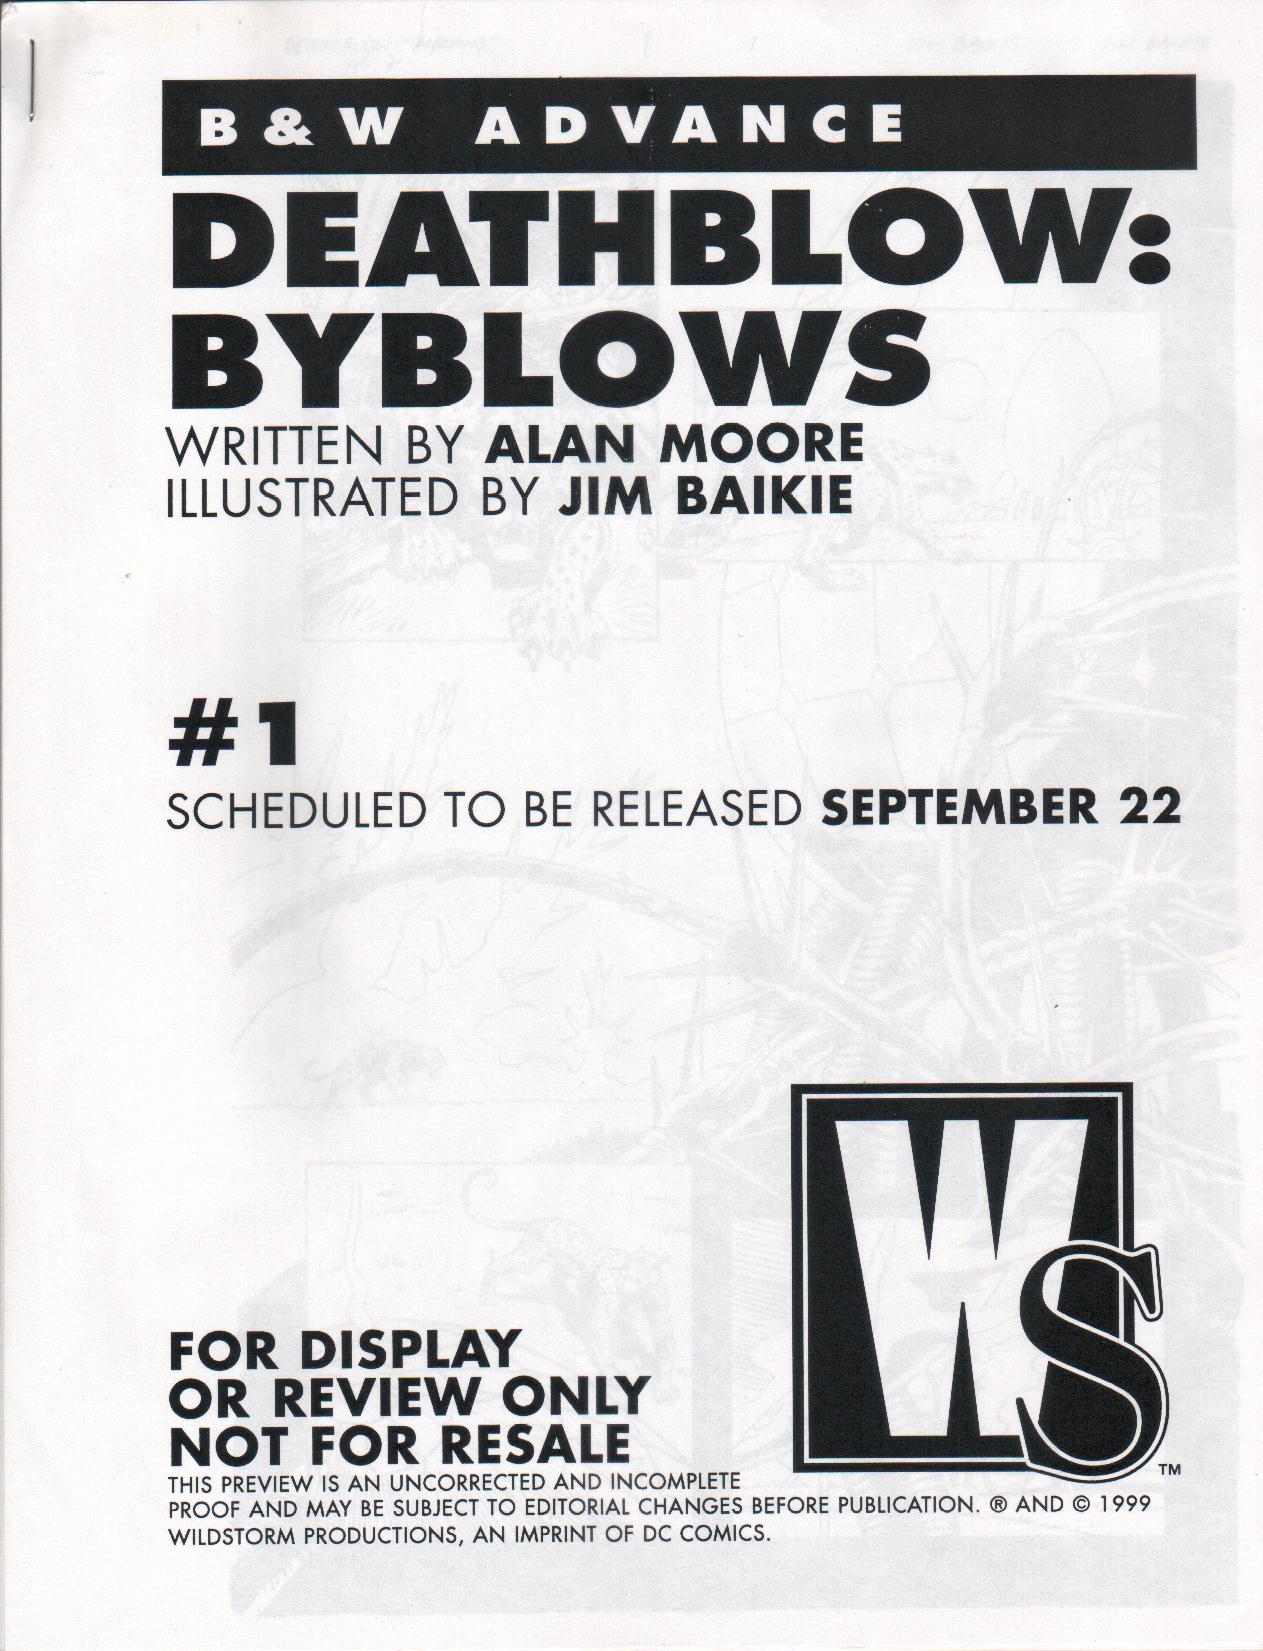 B & W ADVANCE
DEATHBLOW:
BYBLOWS
WRITTEN BY ALAN MOORE
ILLUSTRATED BY JIM BAIKIE
#1
SCHEDULED TO BE RELEASED SEPTEMBER 22
WS
TM
FOR DISPLAY
OR REVIEW ONLY
NOT FOR RESALE
THIS PREVIEW IS AN UNCORRECTED AND INCOMPLETE
PROOF AND MAY BE SUBJECT TO EDITORIAL CHANGES BEFORE PUBLICATION. ® AND © 1999
WILDSTORM PRODUCTIONS, AN IMPRINT OF DC COMICS.